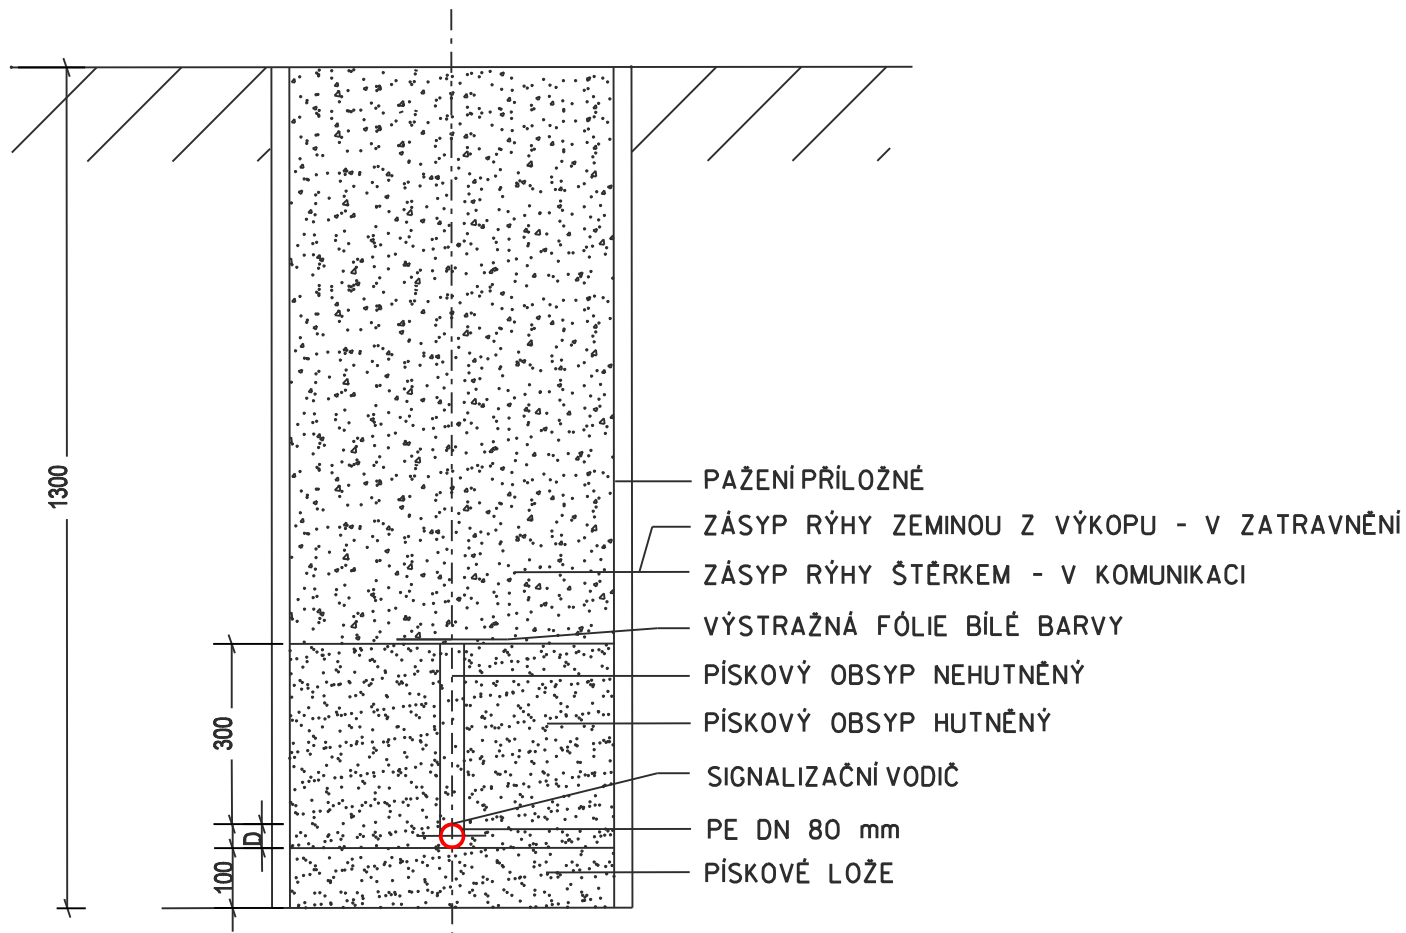 PAŽENÍ PŘÍLOŽNÉ
ZÁSYP RÝHY ZEMINOU Z VÝKOPU - V ZATRAVNĚNÍ
ZÁSYP RÝHY ŠTĚRKEM - V KOMUNIKACI
VÝSTRAŽNÁ FÓLIE BÍLÉ BARVY
PÍSKOVÝ OBSYP NEHUTNĚNÝ
PÍSKOVÝ OBSYP HUTNĚNÝ
SIGNALIZAČNÍ VODIČ
PE DN 80 mm
PÍSKOVÉ LOŽE
1300
300
D
100